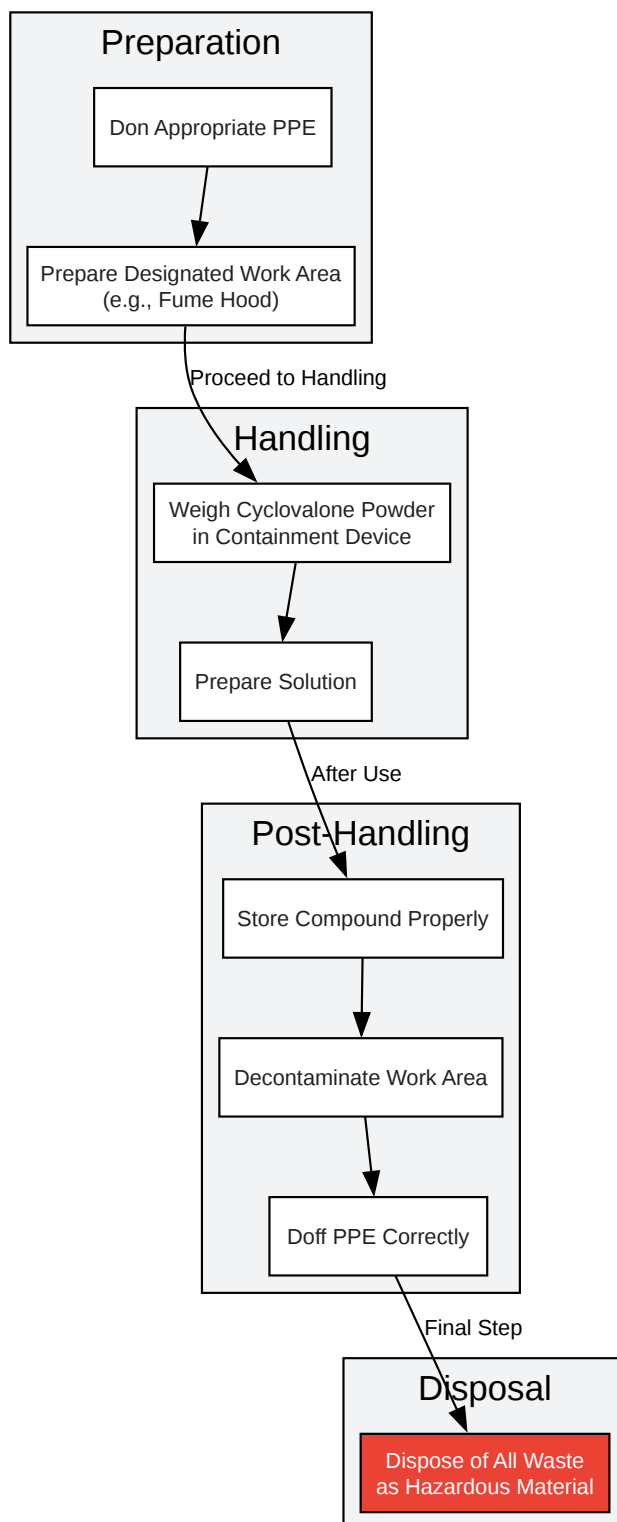 Preparation
Don Appropriate PPE
Prepare Designated Work Area
(e.g., Fume Hood)
Proceed to Handling
Handling
Weigh Cyclovalone Powder
in Containment Device
Prepare Solution
After Use
Post-Handling
Store Compound Properly
Decontaminate Work Area
Doff PPE Correctly
Final Step
Disposal
Dispose of All Waste
as Hazardous Material